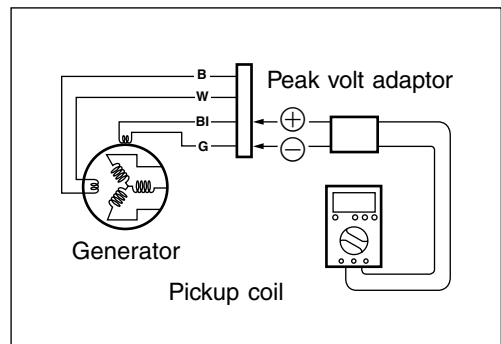 B
W
Bl
G
Peak volt adaptor
+
−
Generator
Pickup coil